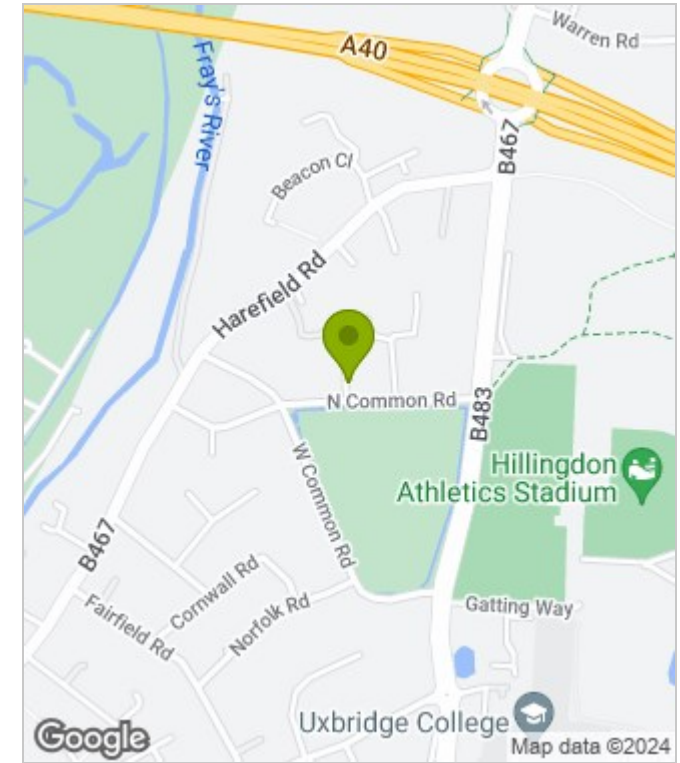 Warren Rd
A40
Fray's River
B467
Beacon Cl
Harefield Rd
N Common Rd
B483
Hillingdon
Athletics Stadium
W Common Rd
B467
Cornwall Rd
Norfolk Rd
Gatting Way
Fairfield Rd
Uxbridge College
Google
Map data ©2024